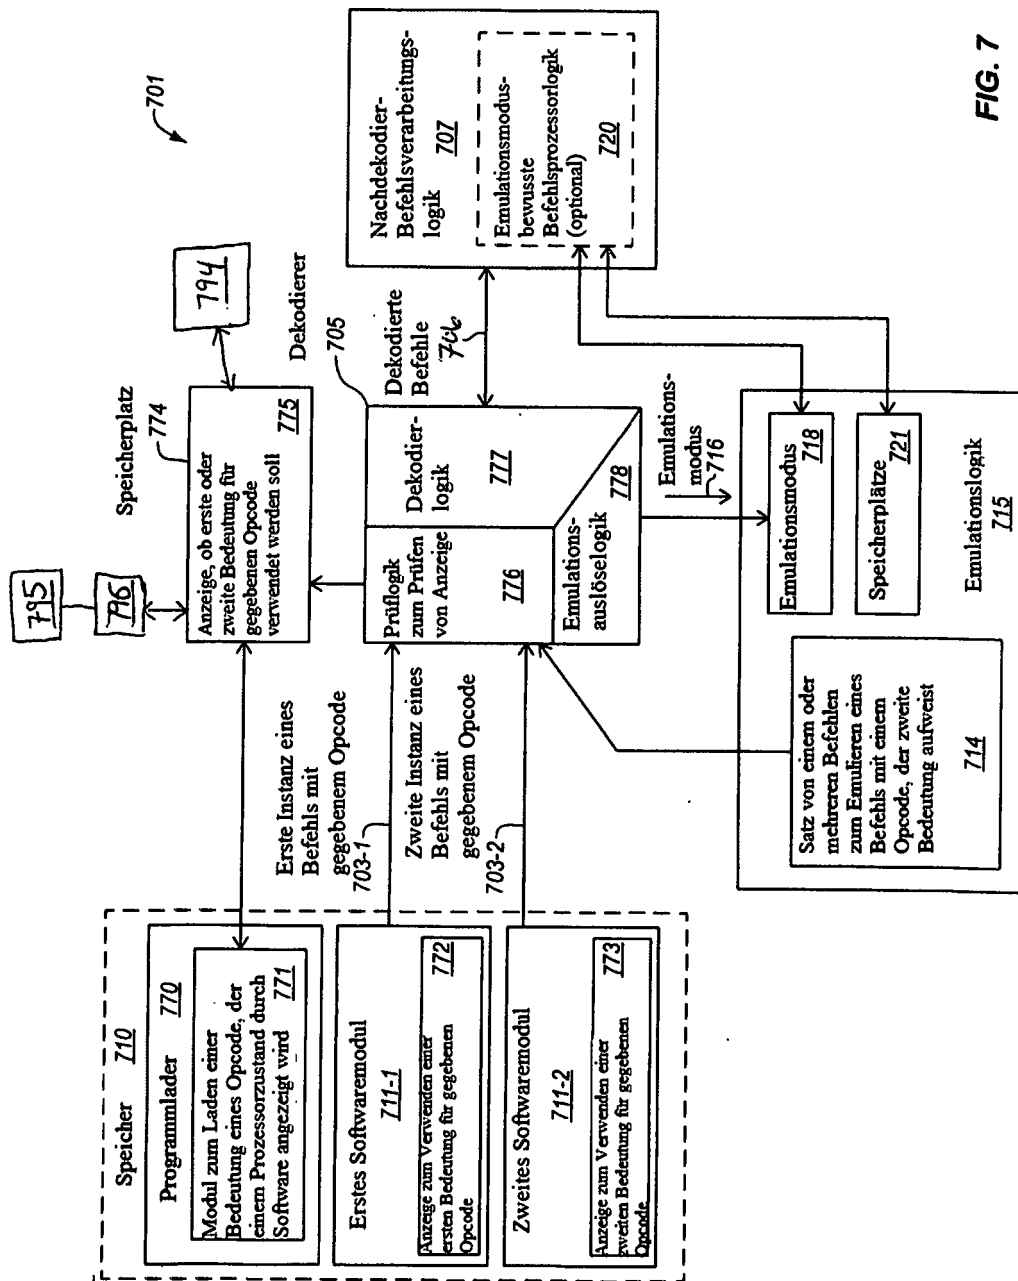 701
Speicher 710
Programmlader 770
Modul zum Laden einer
Bedeutung eines Opcode, der
einem Prozessorzustand durch
Software angezeigt wird 771
Erstes Softwaremodul
711-1
Anzeige zum Verwenden einer
ersten Bedeutung für gegebenen
Opcode
772
Zweites Softwaremodul
711-2
Anzeige zum Verwenden einer
zweiten Bedeutung für gegebenen
Opcode
773
Erste Instanz eines
Befehls mit
gegebenem Opcode
703-1
Zweite Instanz eines
Befehls mit
gegebenem Opcode
703-2
795
796
Speicherplatz
774
Anzeige, ob erste oder
zweite Bedeutung für
gegebenen Opcode
verwendet werden soll
775
794
Dekodierer
705
Prüflogik
zum Prüfen
von Anzeige
776
Dekodier-
logik
777
Emulations-
auslöselogik
778
Dekodierte
Befehle
706
Nachdekodier-
Befehlsverarbeitungs-
logik
707
Emulationsmodus-
bewusste
Befehlsprozessorlogik
(optional)
720
Emulations-
modus
716
Satz von einem oder
mehreren Befehlen
zum Emulieren eines
Befehls mit einem
Opcode, der zweite
Bedeutung aufweist
714
Emulationsmodus
718
Speicherplätze
721
Emulationslogik
715
FIG. 7